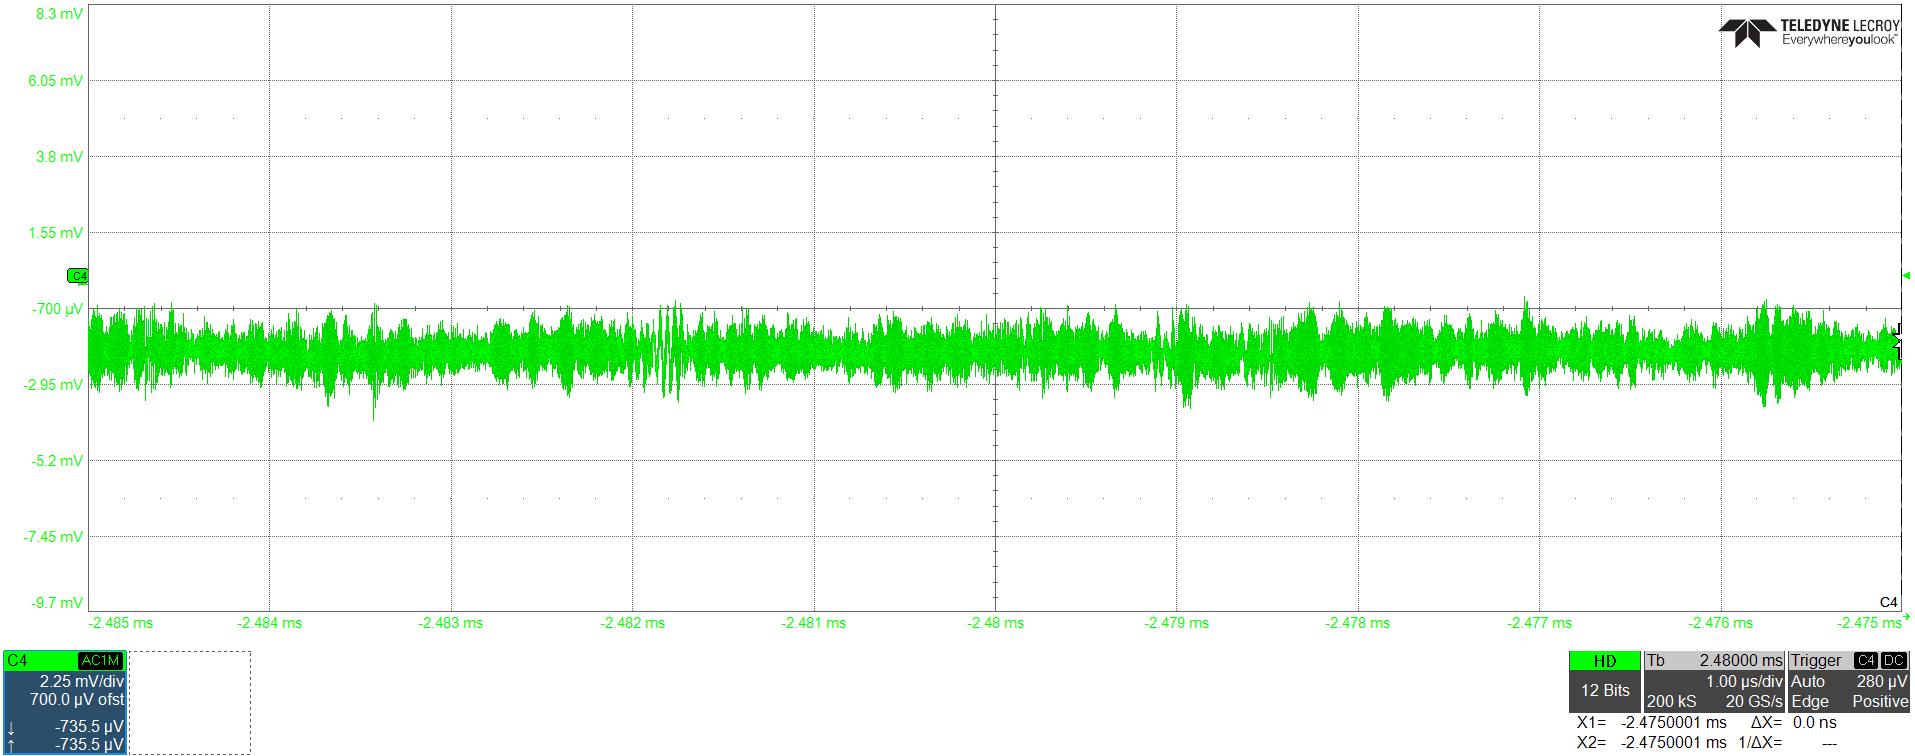 8.3 mV
TELEDYNE LECROY
Everywhereyoulook™
6.05 mV
3.8 mV
1.55 mV
C4
-700 µV
-2.95 mV
-5.2 mV
-7.45 mV
-9.7 mV
C4
-2.485 ms -2.484 ms -2.483 ms -2.482 ms -2.481 ms -2.48 ms -2.479 ms -2.478 ms -2.477 ms -2.476 ms -2.475 ms
C4 AC1M
2.25 mV/div
700.0 µV ofst
↓ -735.5 µV
↑ -735.5 µV
HD
12 Bits
Tb 2.48000 ms
1.00 µs/div
200 kS 20 GS/s
Trigger C4 DC
Auto 280 µV
Edge Positive
X1= -2.4750001 ms ΔX= 0.0 ns
X2= -2.4750001 ms 1/ΔX= ---